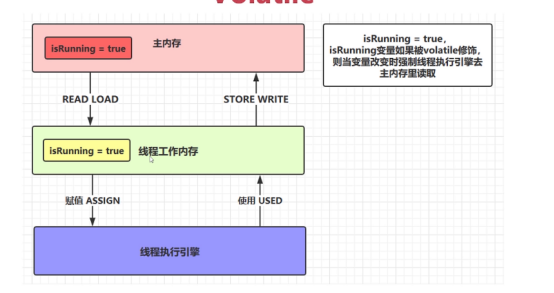 Volatile
isRunning = true
主内存
isRunning = true,
isRunning变量如果被volatile修饰,
则当变量改变时强制线程执行引擎去
主内存里读取
READ LOAD
STORE WRITE
isRunning = true
线程工作内存
赋值 ASSIGN
使用 USED
线程执行引擎